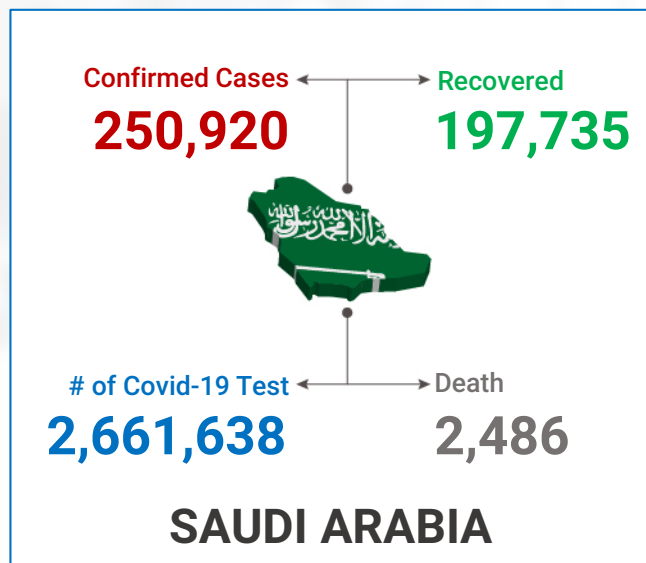 Confirmed Cases
250,920
Recovered
197,735
# of Covid-19 Test
2,661,638
Death
2,486
SAUDI ARABIA